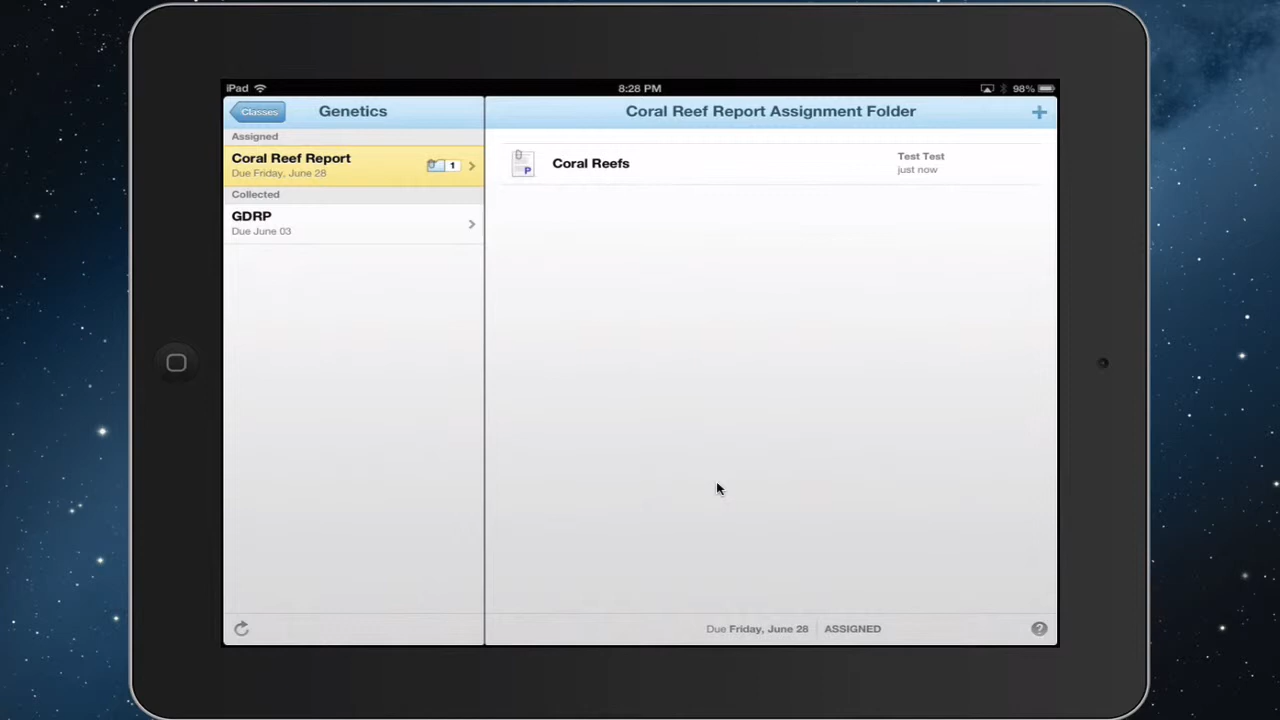 iPad
8:28 PM
98%
Classes
Genetics
Assigned
Coral Reef Report
Due Friday, June 28
1
Collected
GDRP
Due June 03
Coral Reef Report Assignment Folder
+
P
Coral Reefs
Test Test
just now
Due Friday, June 28
ASSIGNED
?